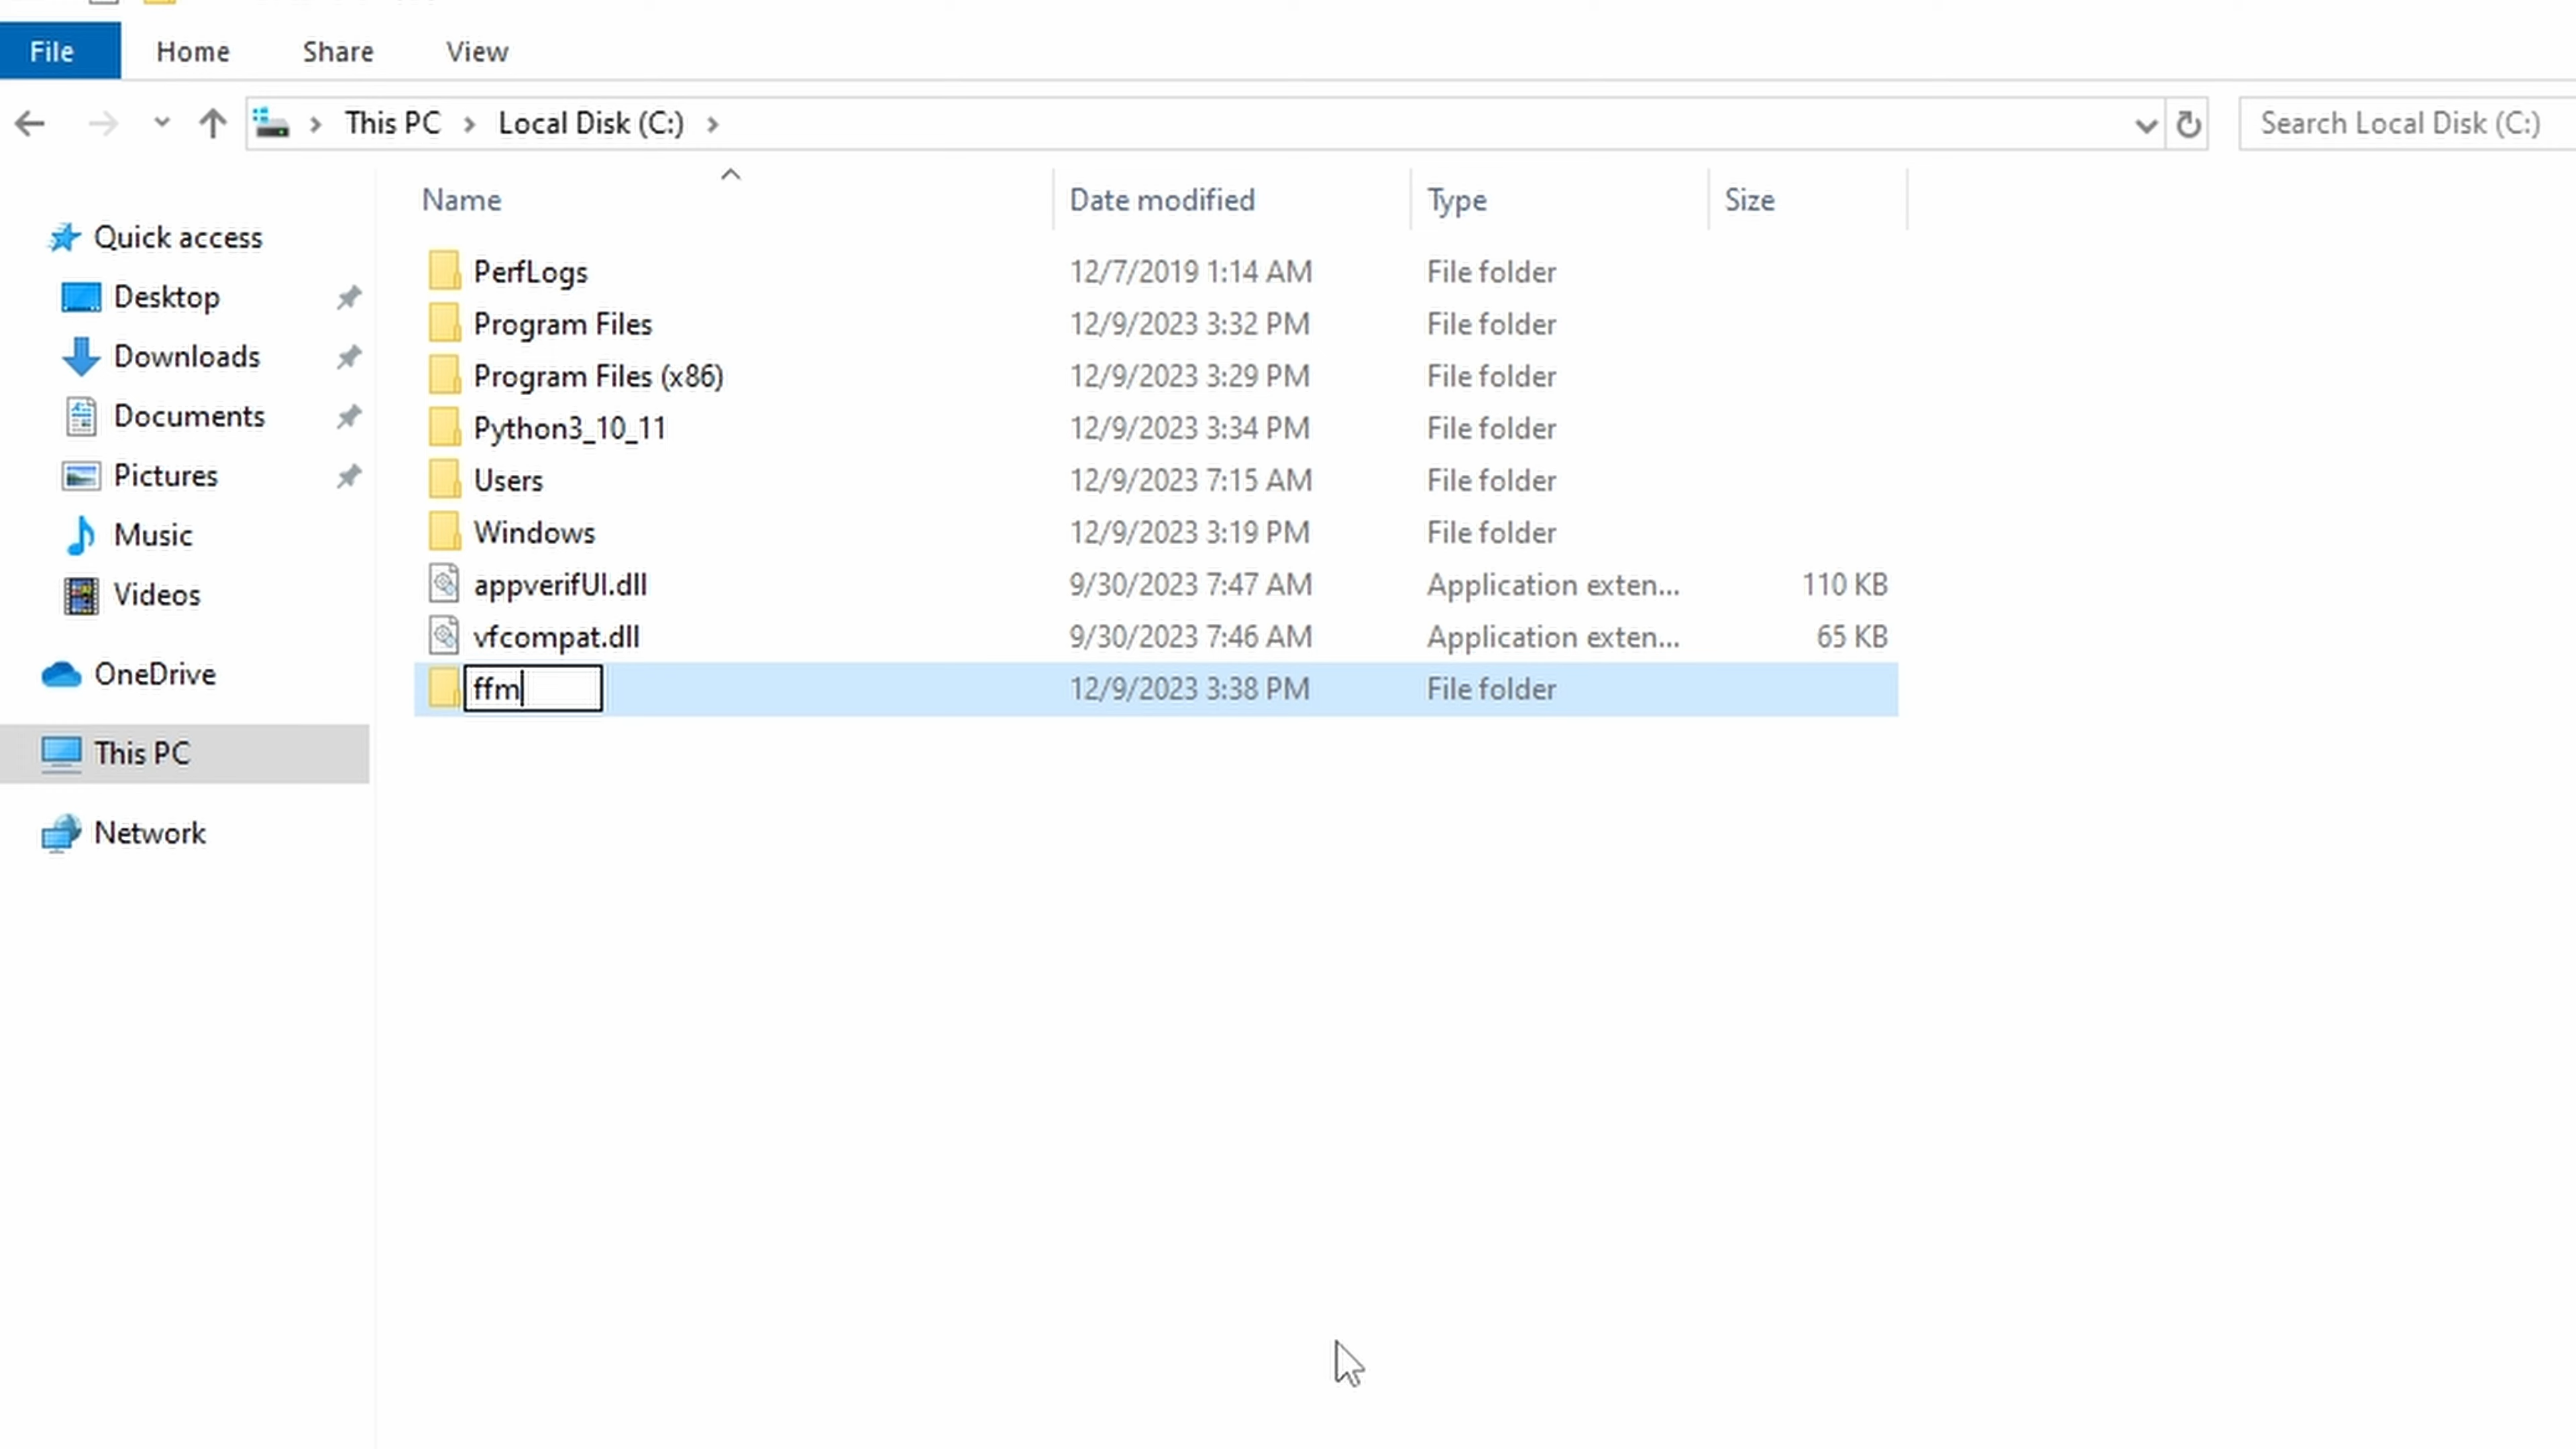 File Home Share View
This PC Local Disk (C:) Search Local Disk (C:)
Name Date modified Type Size
Quick access
Desktop
Downloads
Documents
Pictures
Music
Videos
OneDrive
This PC
Network
PerfLogs 12/7/2019 1:14 AM File folder
Program Files 12/9/2023 3:32 PM File folder
Program Files (x86) 12/9/2023 3:29 PM File folder
Python3_10_11 12/9/2023 3:34 PM File folder
Users 12/9/2023 7:15 AM File folder
Windows 12/9/2023 3:19 PM File folder
appverifUI.dll 9/30/2023 7:47 AM Application exten... 110 KB
vfcompat.dll 9/30/2023 7:46 AM Application exten... 65 KB
ffm 12/9/2023 3:38 PM File folder